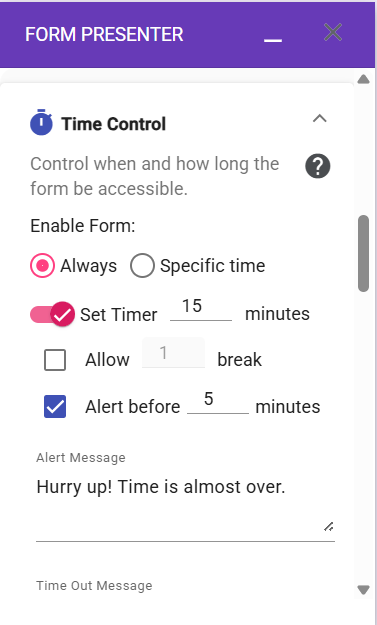 FORM PRESENTER
Time Control
Control when and how long the
form be accessible.
Enable Form:
Always Specific time
Set Timer 15 minutes
Allow 1 break
Alert before 5 minutes
Alert Message
Hurry up! Time is almost over.
Time Out Message